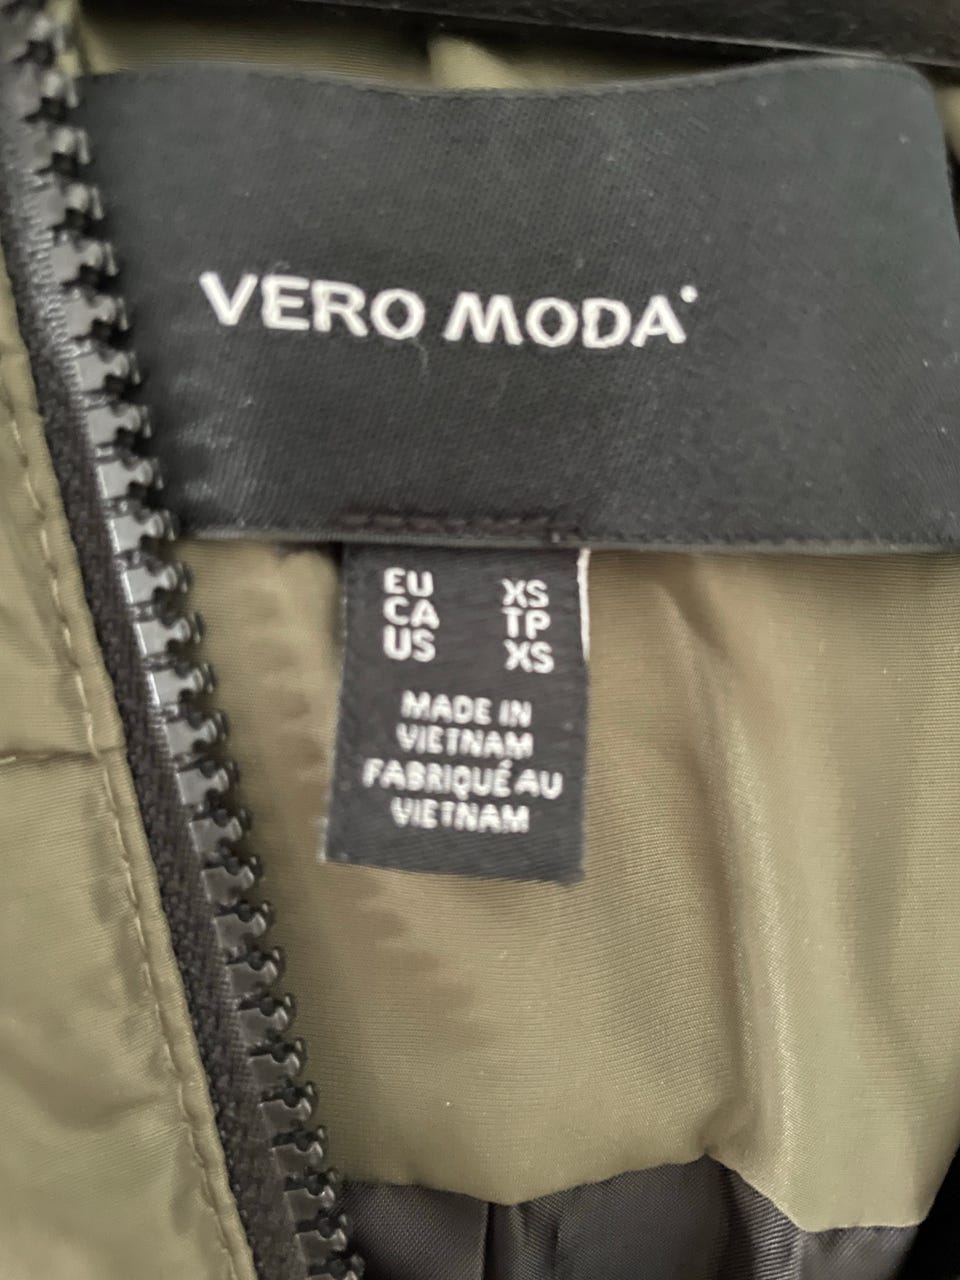 VERO MODA
EU XS
CA TP
US XS
MADE IN
VIETNAM
FABRIQUÉ AU
VIETNAM